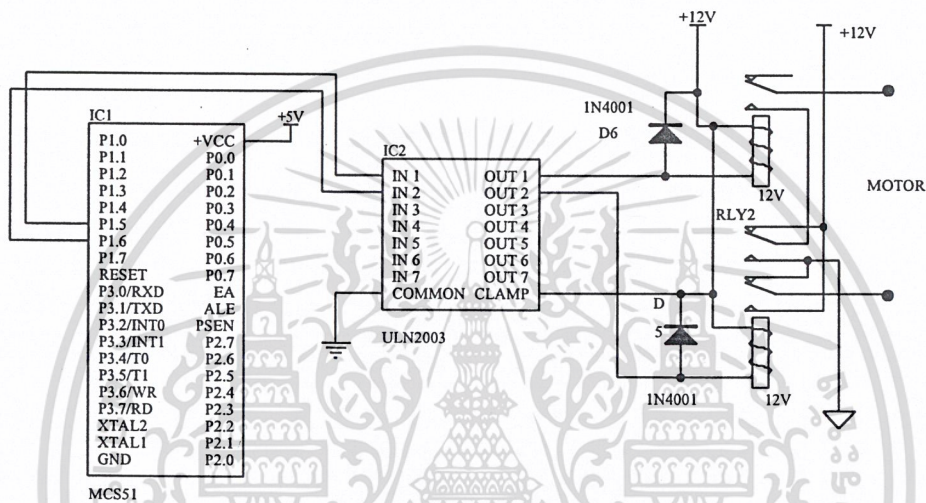 +12V
+12V
IC1
+5V
1N4001
D6
P1.0 +VCC
P1.1 P0.0
P1.2 P0.1
P1.3 P0.2
P1.4 P0.3
P1.5 P0.4
P1.6 P0.5
P1.7 P0.6
RESET P0.7
P3.0/RXD EA
P3.1/TXD ALE
P3.2/INT0 PSEN
P3.3/INT1 P2.7
P3.4/T0 P2.6
P3.5/T1 P2.5
P3.6/WR P2.4
P3.7/RD P2.3
XTAL2 P2.2
XTAL1 P2.1
GND P2.0
MCS51
IC2
IN 1 OUT 1
IN 2 OUT 2
IN 3 OUT 3
IN 4 OUT 4
IN 5 OUT 5
IN 6 OUT 6
IN 7 OUT 7
COMMON CLAMP
ULN2003
12V
MOTOR
RLY2
D
5
1N4001
12V